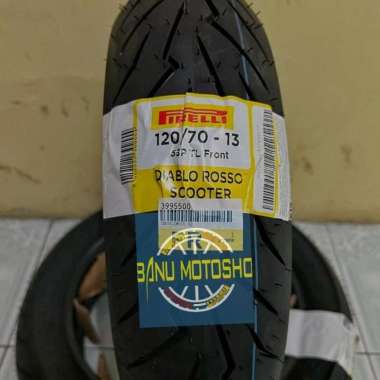 PIRELLI
120/70 - 13
53P TL Front
DIABLO ROSSO
SCOOTER
3995500
BANU MOTOSHO